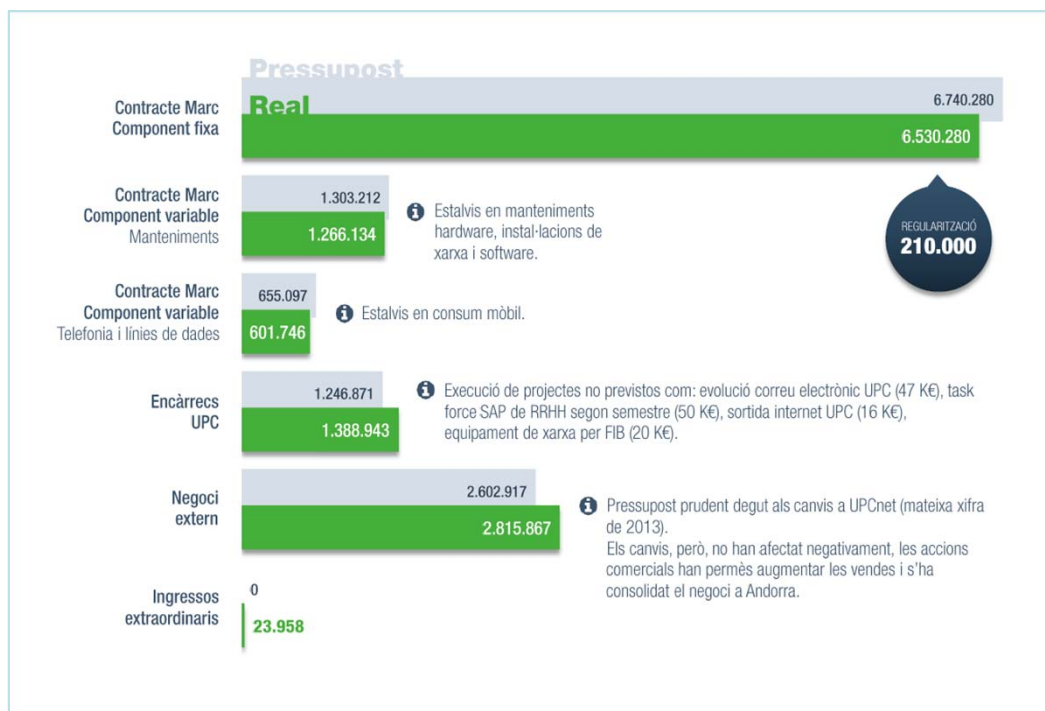 Pressupost
Real
Contracte Marc
Component fixa
6.740.280
6.530.280
REGULARITZACIÓ
210.000
Contracte Marc
Component variable
Manteniments
1.303.212
1.266.134
Estalvis en manteniments
hardware, instal·lacions de
xarxa i software.
Contracte Marc
Component variable
Telefonia i línies de dades
655.097
601.746
Estalvis en consum mòbil.
Encàrrecs
UPC
1.246.871
1.388.943
Execució de projectes no previstos com: evolució correu electrònic UPC (47 K€), task
force SAP de RRHH segon semestre (50 K€), sortida internet UPC (16 K€),
equipament de xarxa per FIB (20 K€).
Negoci
extern
2.602.917
2.815.867
Pressupost prudent degut als canvis a UPCnet (mateixa xifra
de 2013).
Els canvis, però, no han afectat negativament, les accions
comercials han permès augmentar les vendes i s'ha
consolidat el negoci a Andorra.
Ingressos
extraordinaris
0
23.958